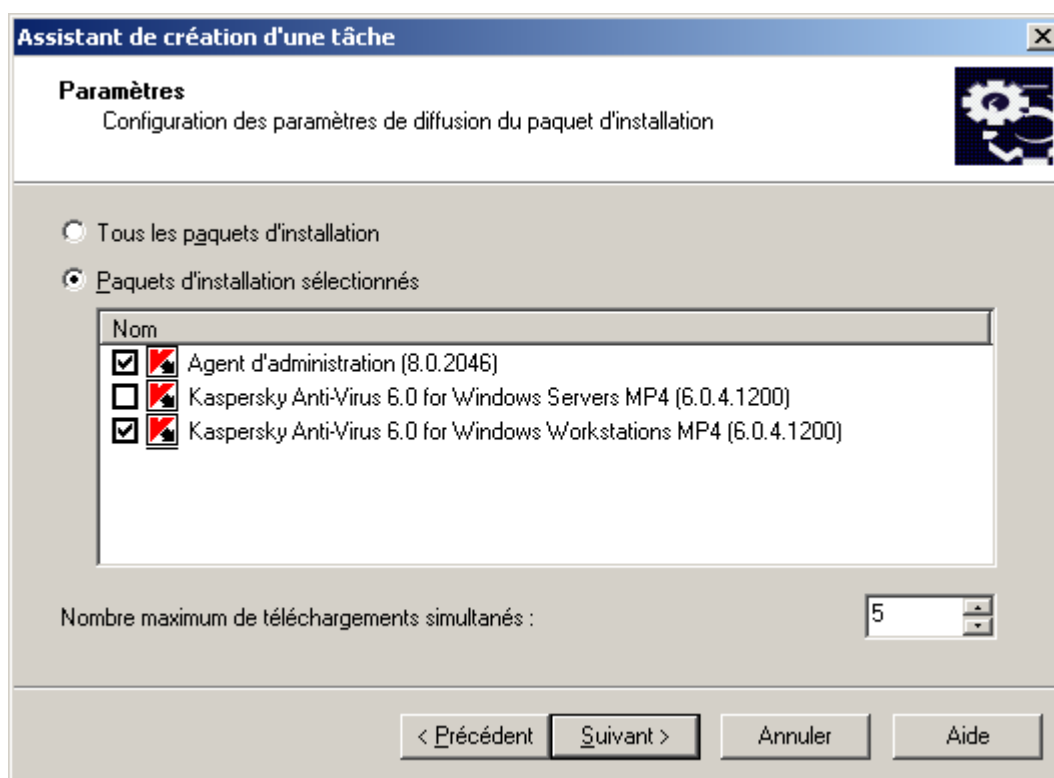 Assistant de création d'une tâche
Paramètres
Configuration des paramètres de diffusion du paquet d'installation
Tous les paquets d'installation
Paquets d'installation sélectionnés
Nom
Agent d'administration (8.0.2046)
Kaspersky Anti-Virus 6.0 for Windows Servers MP4 (6.0.4.1200)
Kaspersky Anti-Virus 6.0 for Windows Workstations MP4 (6.0.4.1200)
Nombre maximum de téléchargements simultanés : 5
< Précédent Suivant > Annuler Aide